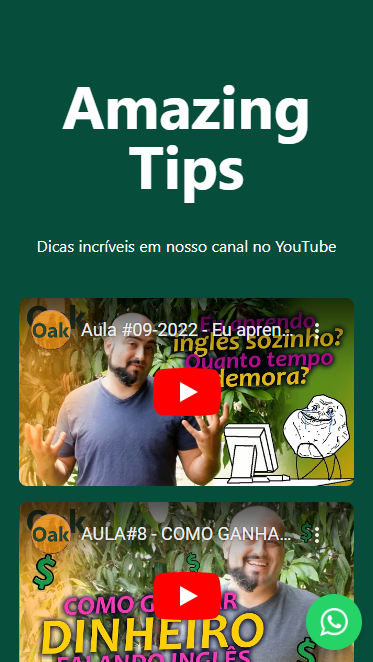 Amazing
Tips
Dicas incríveis em nosso canal no YouTube
Oak
Aula #09-2022 - Eu apren...
Eu aprendo
inglês sozinho?
Quanto tempo
demora?
Oak
AULA#8 - COMO GANHA...
COMO GANHAR
DINHEIRO
FALANDO INGLÊS